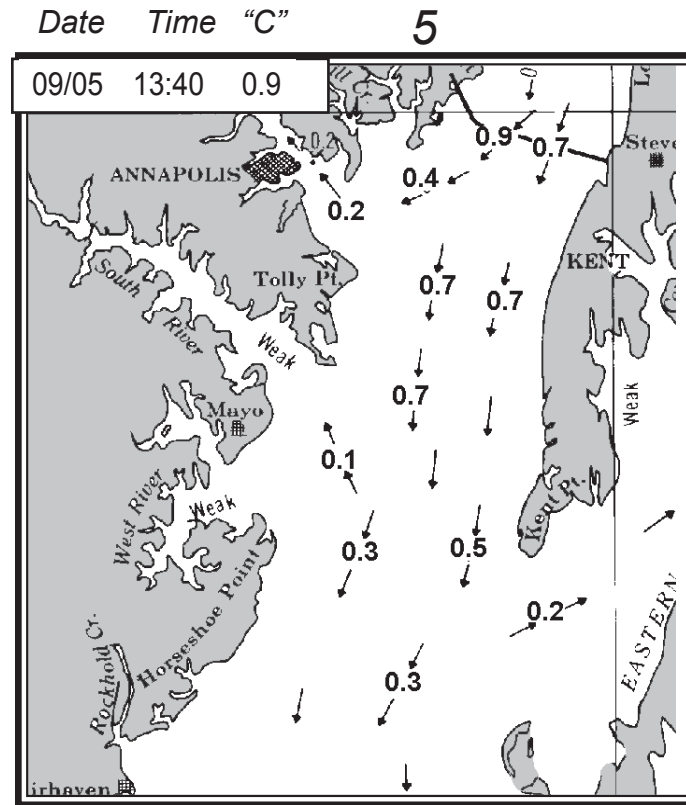 Date Time “C” 5
09/05 13:40 0.9
0.2
0.9
0.7
Steve
ANNAPOLIS
0.4
0.2
KENT
Tolly Pt.
0.7
0.7
South
River
Weak
0.7
Mayo
Weak
0.1
West River
Weak
Kent Pt.
0.3
0.5
0.2
Horseshoe Point
EASTERN
Rockhold Cr.
0.3
irhaven